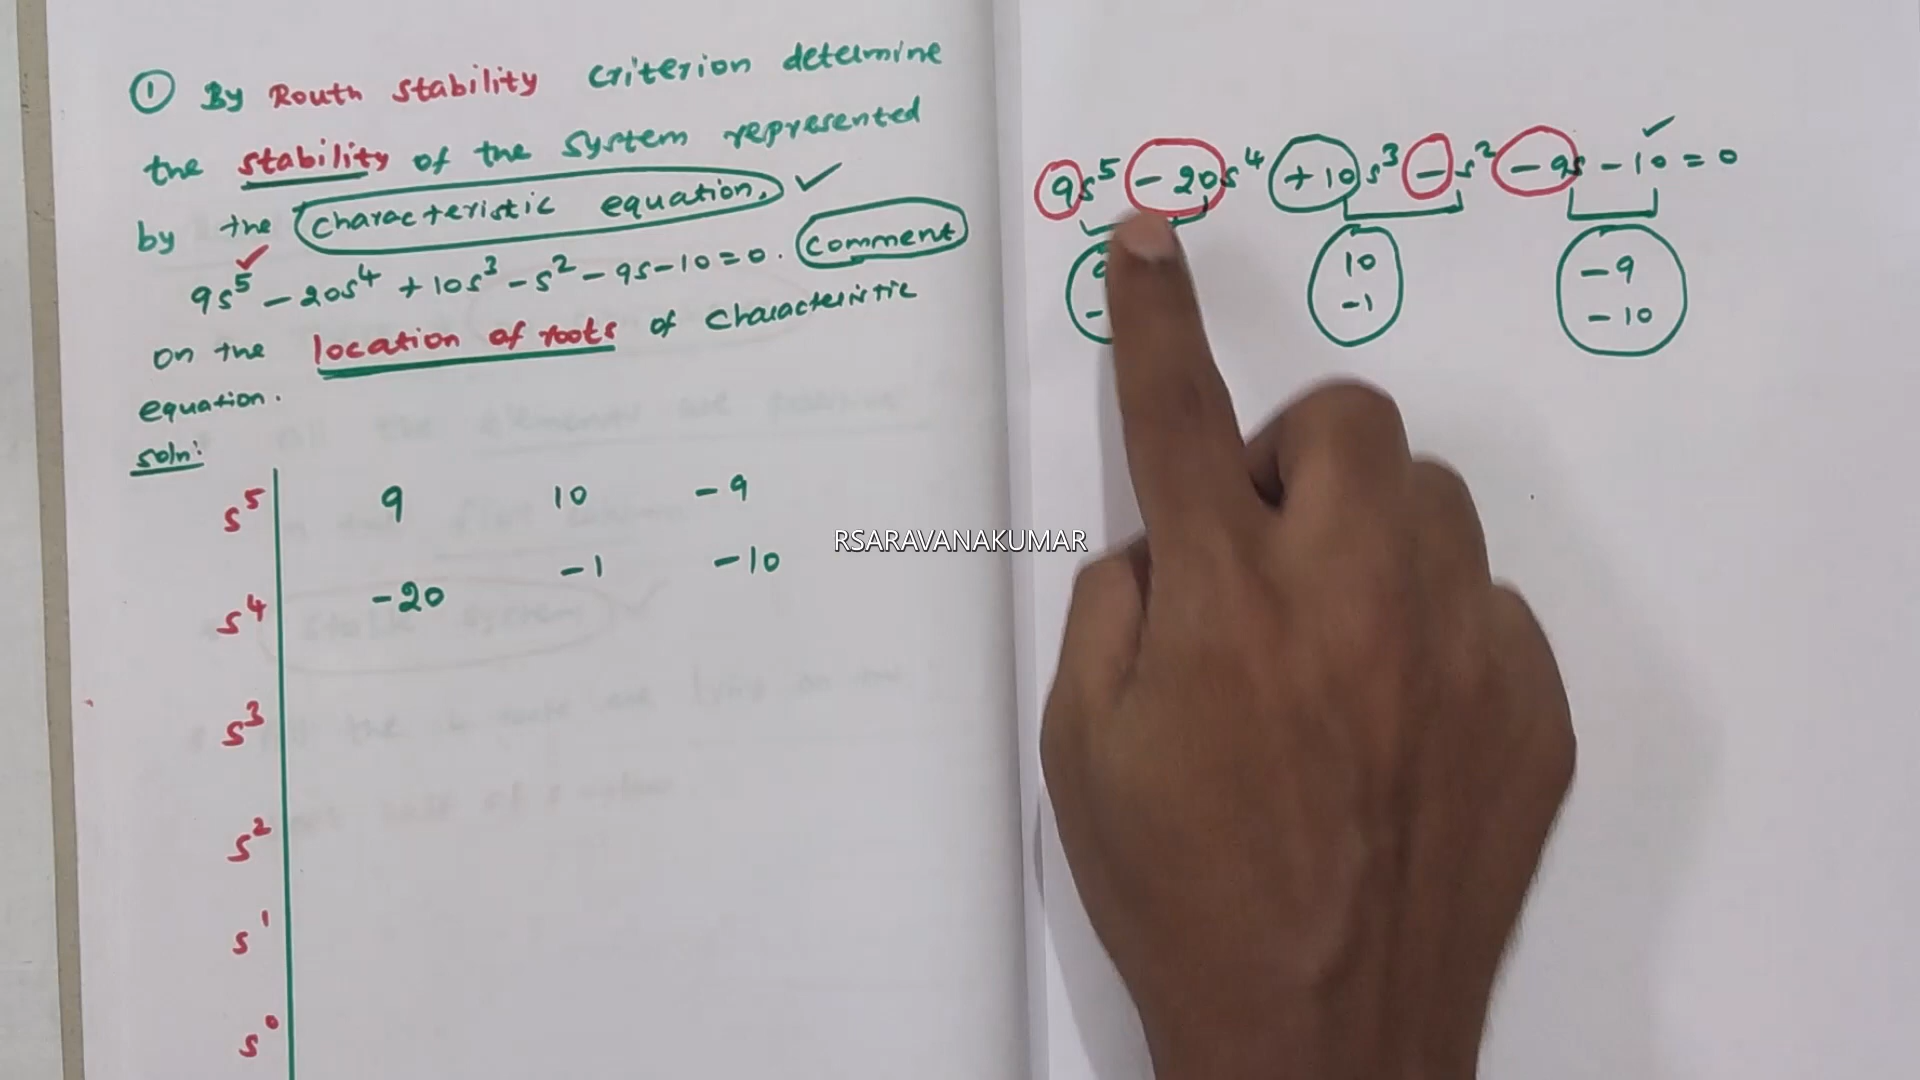 ① By Routh stability criterion determine
the stability of the system represented
by the characteristic equation,
9s⁵ - 20s⁴ + 10s³ - s² - 9s - 10 = 0. comment
on the location of roots of characteristic
equation.
soln:
s⁵ 9 10 -9
s⁴ -20 -1 -10
s³
s²
s¹
s⁰
9s⁵ - 20s⁴ + 10s³ - s² - 9s - 10 = 0
10 -9
-1 -10
RSARAVANAKUMAR